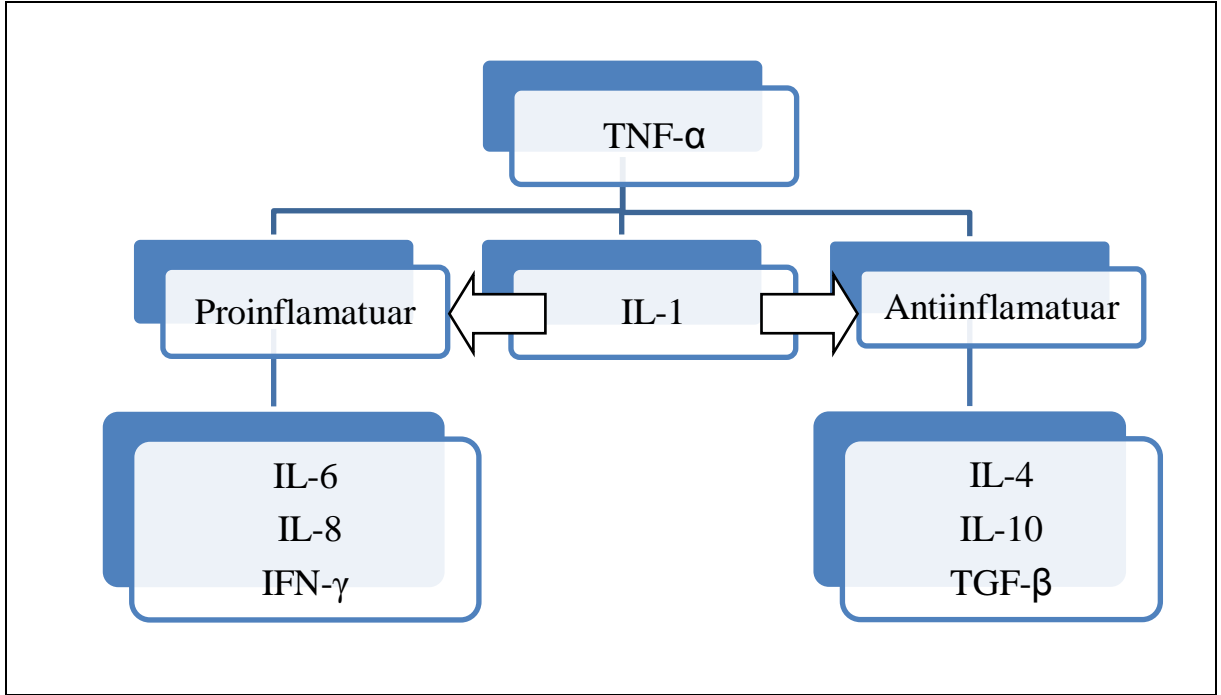 TNF-α
Proinflamatuar
IL-1
Antiinflamatuar
IL-6
IL-8
IFN-γ
IL-4
IL-10
TGF-β